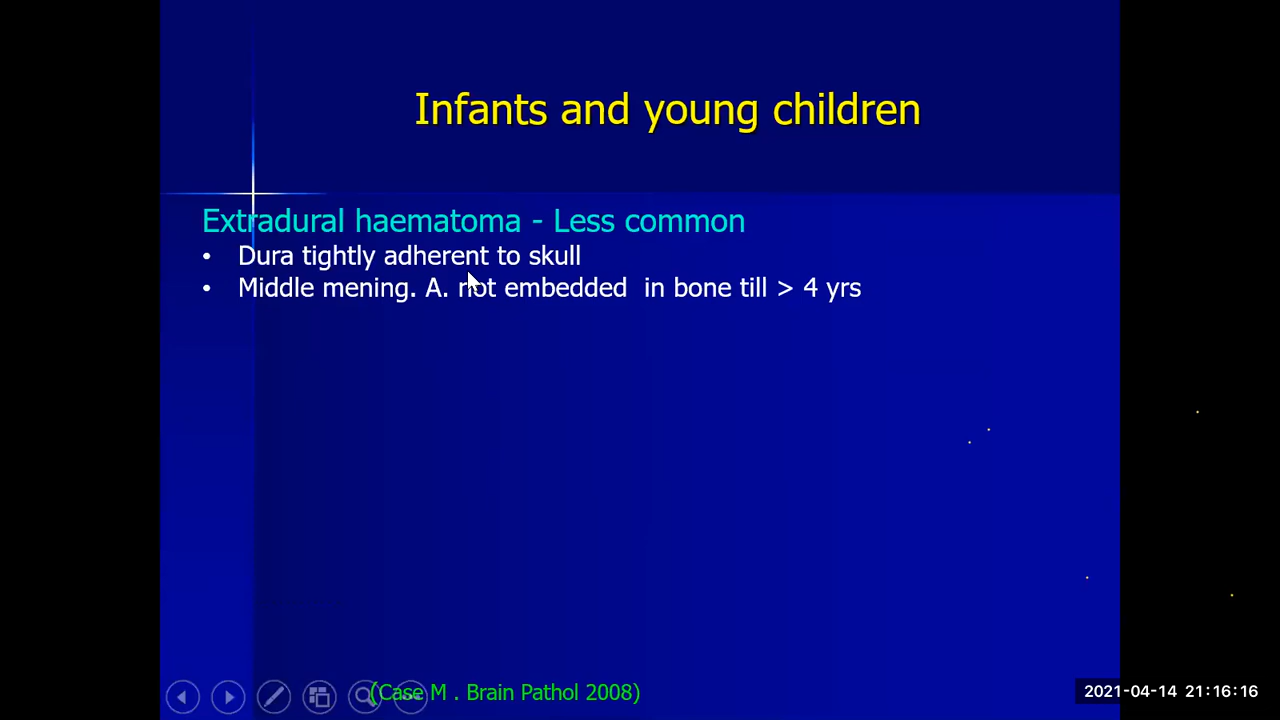 Infants and young children
Extradural haematoma - Less common
• Dura tightly adherent to skull
• Middle mening. A. not embedded in bone till > 4 yrs
(Case M . Brain Pathol 2008)
2021-04-14 21:16:16